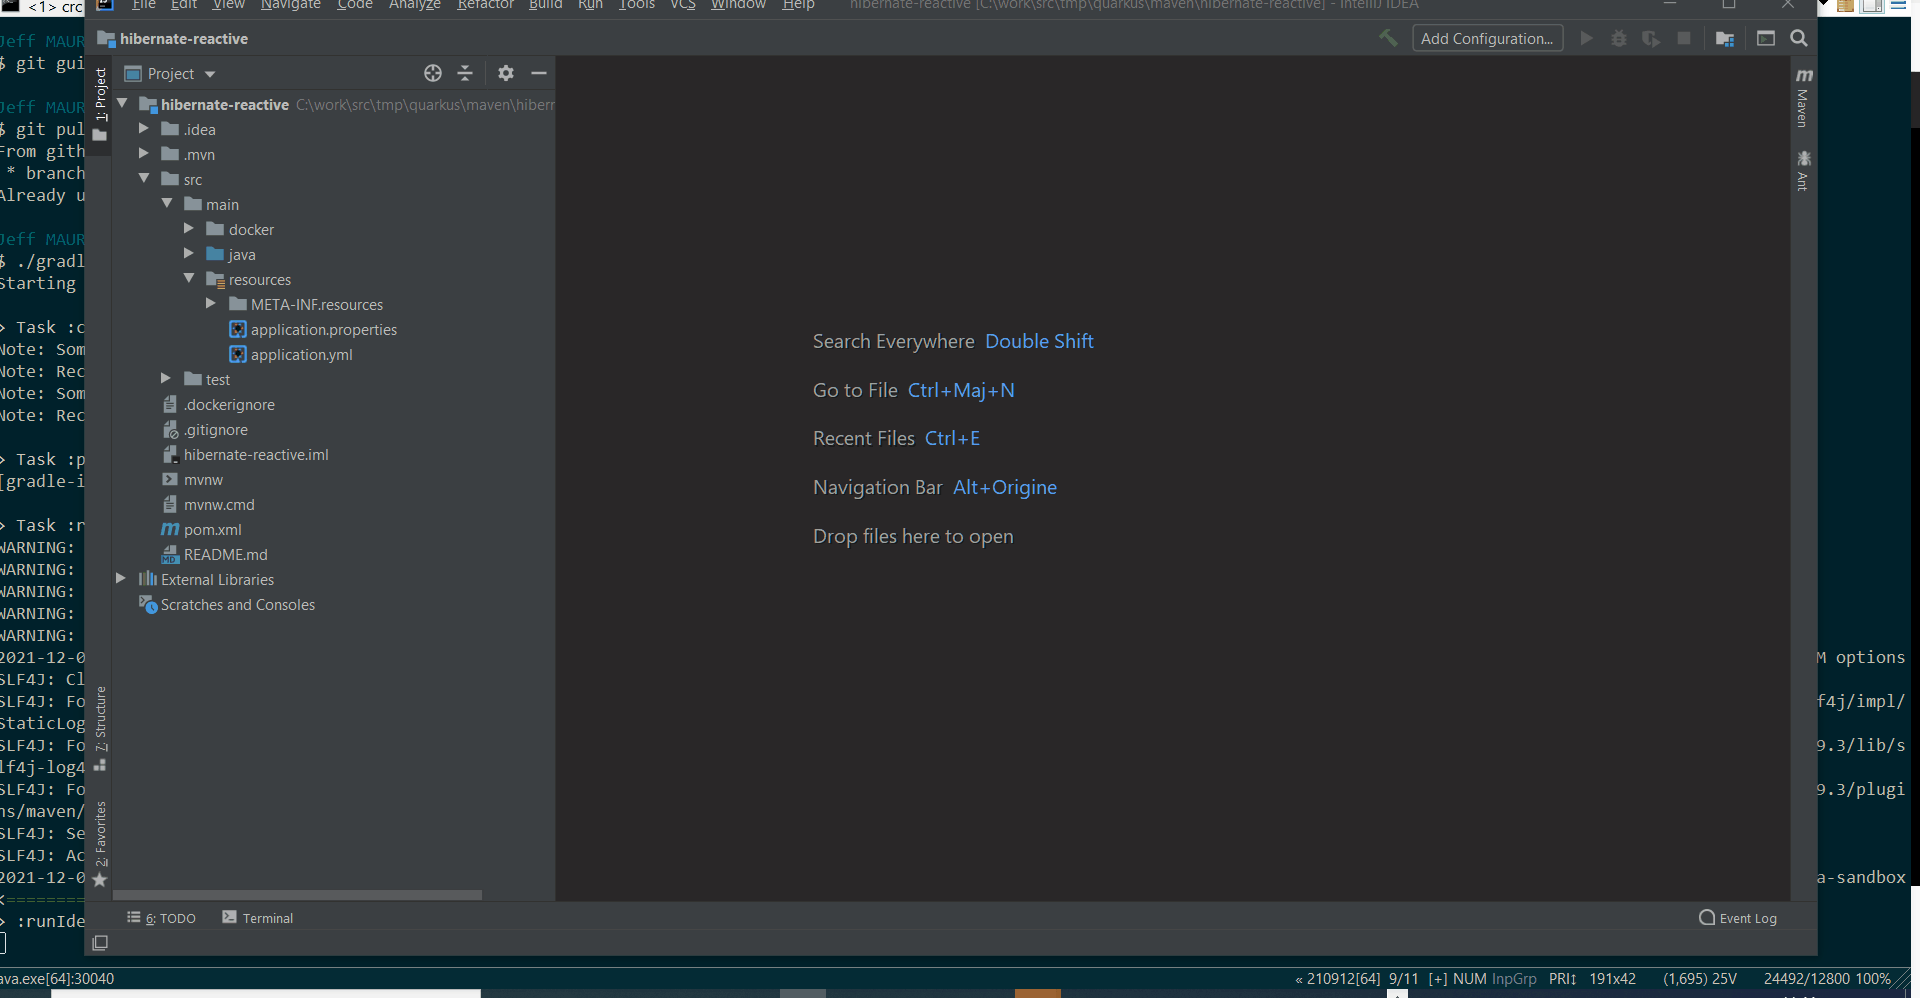 <1> crc
File Edit View Navigate Code Analyze Refactor Build Run Tools VCS Window Help hibernate-reactive [C:\work\src\tmp\quarkus\maven\hibernate-reactive] - IntelliJ IDEA
hibernate-reactive
Add Configuration...
Project
hibernate-reactive C:\work\src\tmp\quarkus\maven\hibern
.idea
.mvn
src
main
docker
java
resources
META-INF.resources
application.properties
application.yml
test
.dockerignore
.gitignore
hibernate-reactive.iml
mvnw
mvnw.cmd
pom.xml
README.md
External Libraries
Scratches and Consoles
1: Project
7: Structure
2: Favorites
Search Everywhere Double Shift
Go to File Ctrl+Maj+N
Recent Files Ctrl+E
Navigation Bar Alt+Origine
Drop files here to open
Maven
Ant
6: TODO
Terminal
Event Log
Jeff MAUR
$ git gui
Jeff MAUR
$ git pul
From gith
* branch
Already u
Jeff MAUR
$ ./gradl
Starting
> Task :c
Note: Som
Note: Rec
Note: Som
Note: Rec
> Task :p
[gradle-i
> Task :r
WARNING:
WARNING:
WARNING:
WARNING:
WARNING:
2021-12-0 M options
SLF4J: Cl
SLF4J: Fo f4j/impl/
StaticLog
SLF4J: Fo 9.3/lib/s
lf4j-log4
SLF4J: Fo 9.3/plugi
ns/maven/
SLF4J: Se
SLF4J: Ac
2021-12-0 a-sandbox
<========
> :runIde
ava.exe[64]:30040
« 210912[64] 9/11 [+] NUM InpGrp PRI↕ 191x42 (1,695) 25V 24492/12800 100%